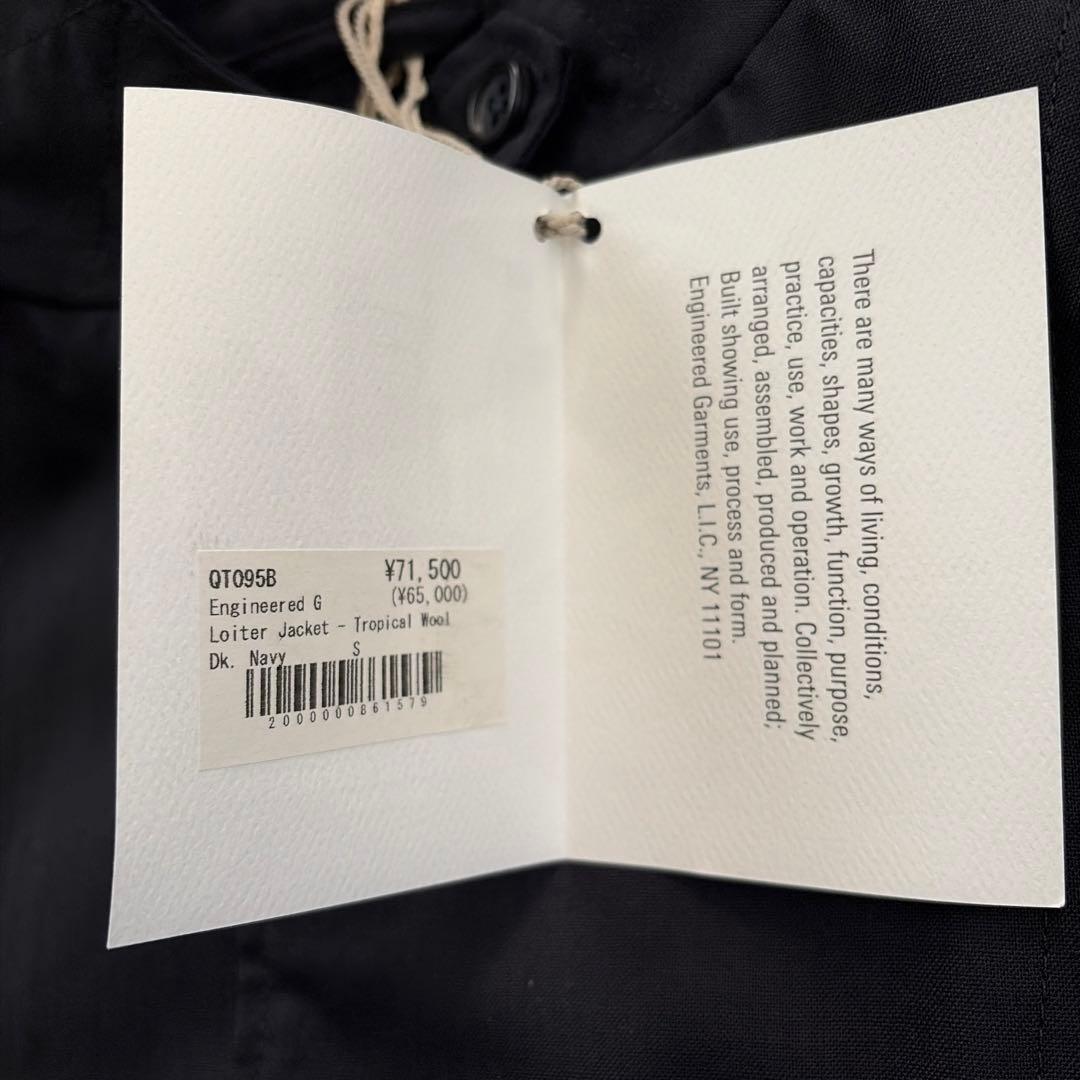 QT095B ¥71,500
Engineered G (¥65,000)
Loiter Jacket - Tropical Wool
Dk. Navy S
2000000861579
There are many ways of living, conditions,
capacities, shapes, growth, function, purpose,
practice, use, work and operation. Collectively
arranged, assembled, produced and planned;
Built showing use, process and form.
Engineered Garments, L.I.C., NY 11101